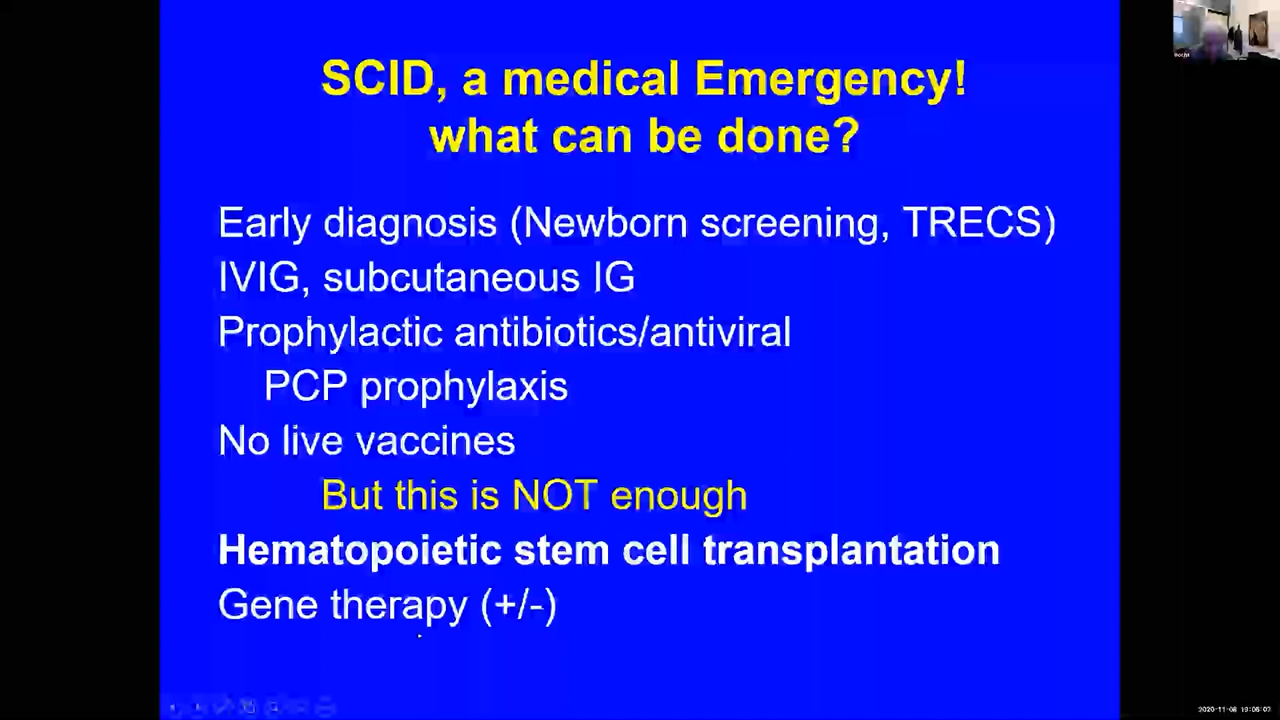 SCID, a medical Emergency!
what can be done?
Early diagnosis (Newborn screening, TRECS)
IVIG, subcutaneous IG
Prophylactic antibiotics/antiviral
PCP prophylaxis
No live vaccines
But this is NOT enough
Hematopoietic stem cell transplantation
Gene therapy (+/-)